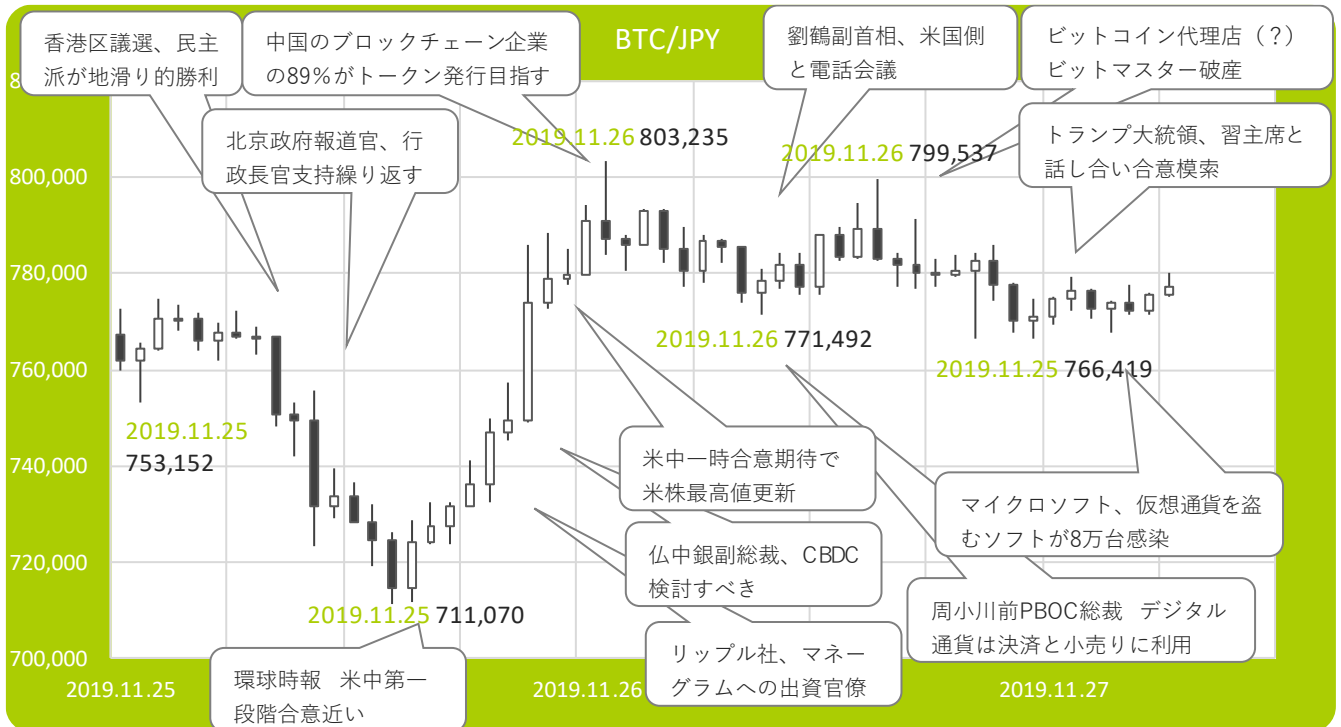 BTC/JPY
香港区議選、民主
派が地滑り的勝利
中国のブロックチェーン企業
の89%がトークン発行目指す
劉鶴副首相、米国側
と電話会議
ビットコイン代理店（？）
ビットマスター破産
北京政府報道官、行
政長官支持繰り返す
トランプ大統領、習主席と
話し合い合意模索
2019.11.26 803,235
2019.11.26 799,537
800,000
780,000
760,000
740,000
720,000
700,000
2019.11.26 771,492
2019.11.25 766,419
2019.11.25
753,152
2019.11.25 711,070
米中一時合意期待で
米株最高値更新
マイクロソフト、仮想通貨を盗
むソフトが8万台感染
仏中銀副総裁、CBDC
検討すべき
周小川前PBOC総裁 デジタル
通貨は決済と小売りに利用
リップル社、マネー
グラムへの出資官僚
環球時報 米中第一
段階合意近い
2019.11.25
2019.11.26
2019.11.27